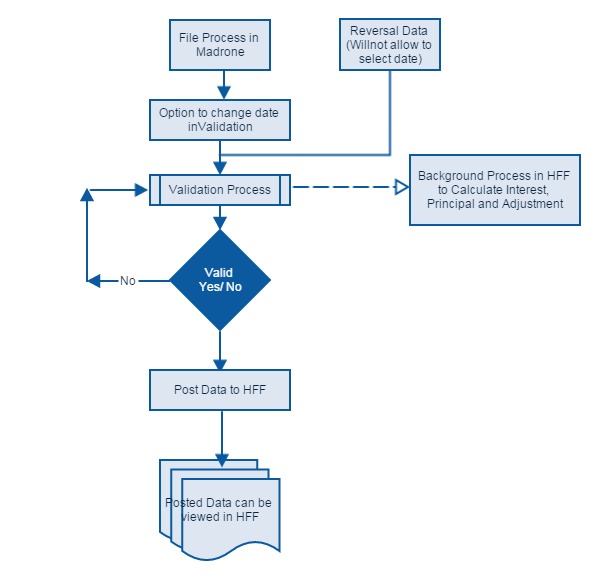 File Process in
Madrone
Reversal Data
(Willnot allow to
select date)
Option to change date
inValidation
Validation Process
Background Process in HFF
to Calculate Interest,
Principal and Adjustment
Valid
Yes/ No
No
Post Data to HFF
Posted Data can be
viewed in HFF